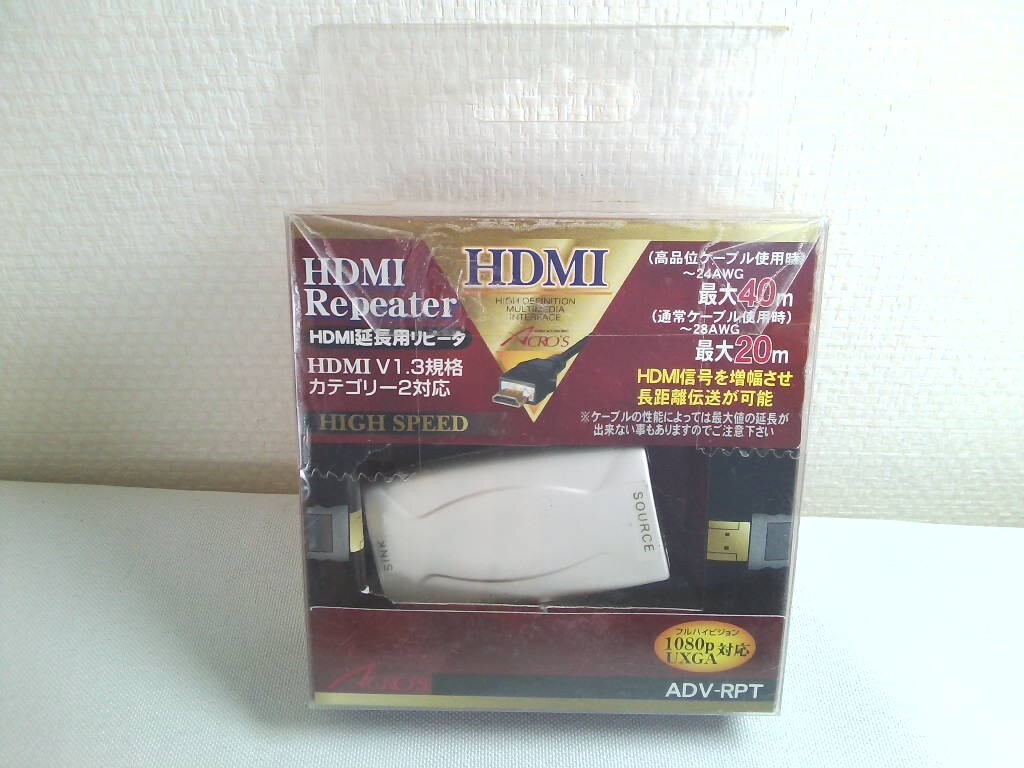 HDMI
Repeater
HDMI延長用リピータ
HDMI V1.3規格
カテゴリー2対応
HIGH SPEED
HDMI
HIGH DEFINITION
MULTIMEDIA
INTERFACE
ACRO'S
(高品位ケーブル使用時)
～24AWG
最大40m
(通常ケーブル使用時)
～28AWG
最大20m
HDMI信号を増幅させ
長距離伝送が可能
※ケーブルの性能によっては最大値の延長が
出来ない事もありますのでご注意下さい
SINK
SOURCE
フルハイビジョン
1080p
UXGA
対応
ACRO'S
ADV-RPT